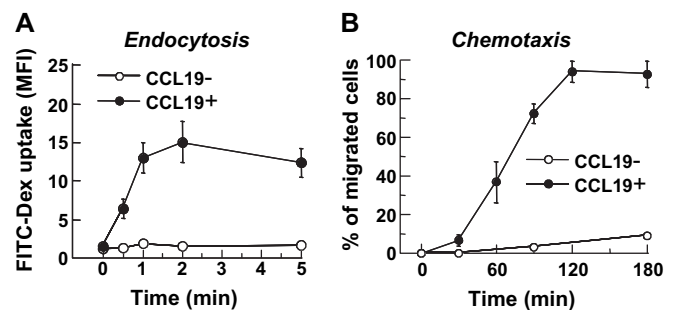 A
Endocytosis
FITC-Dex uptake (MFI)
25
20
15
10
5
0
CCL19-
CCL19+
0 1 2 3 4 5
Time (min)
B
Chemotaxis
% of migrated cells
100
80
60
40
20
0
CCL19-
CCL19+
0 60 120 180
Time (min)